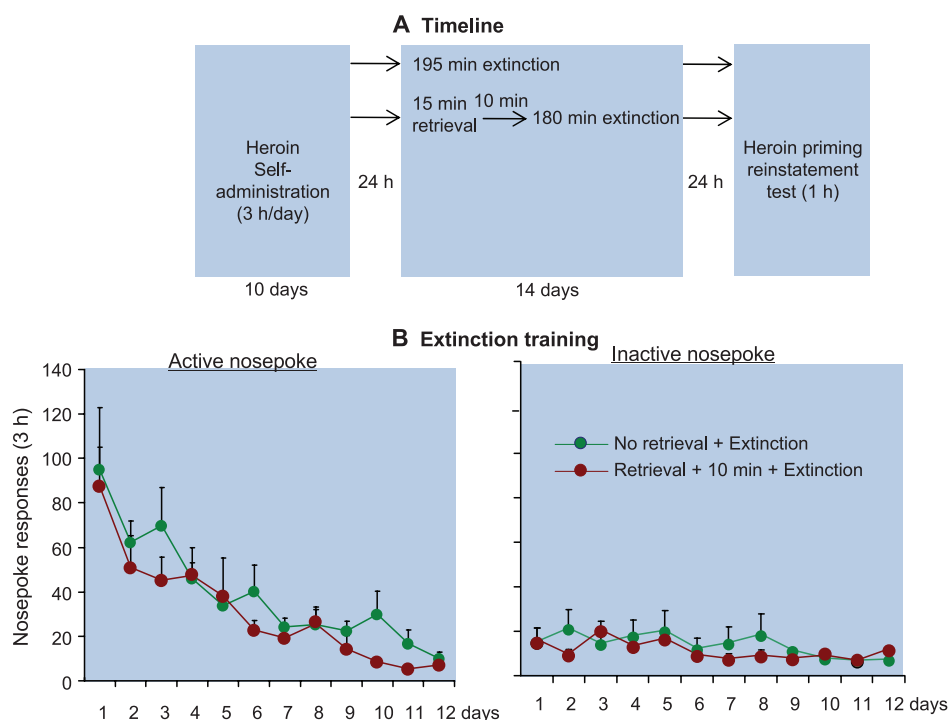 A Timeline
195 min extinction
15 min
retrieval
10 min
180 min extinction
Heroin
Self-
administration
(3 h/day)
24 h
24 h
Heroin priming
reinstatement
test (1 h)
10 days
14 days
B Extinction training
Active nosepoke
Inactive nosepoke
Nosepoke responses (3 h)
140
120
100
80
60
40
20
0
No retrieval + Extinction
Retrieval + 10 min + Extinction
1 2 3 4 5 6 7 8 9 10 11 12 days
1 2 3 4 5 6 7 8 9 10 11 12 days